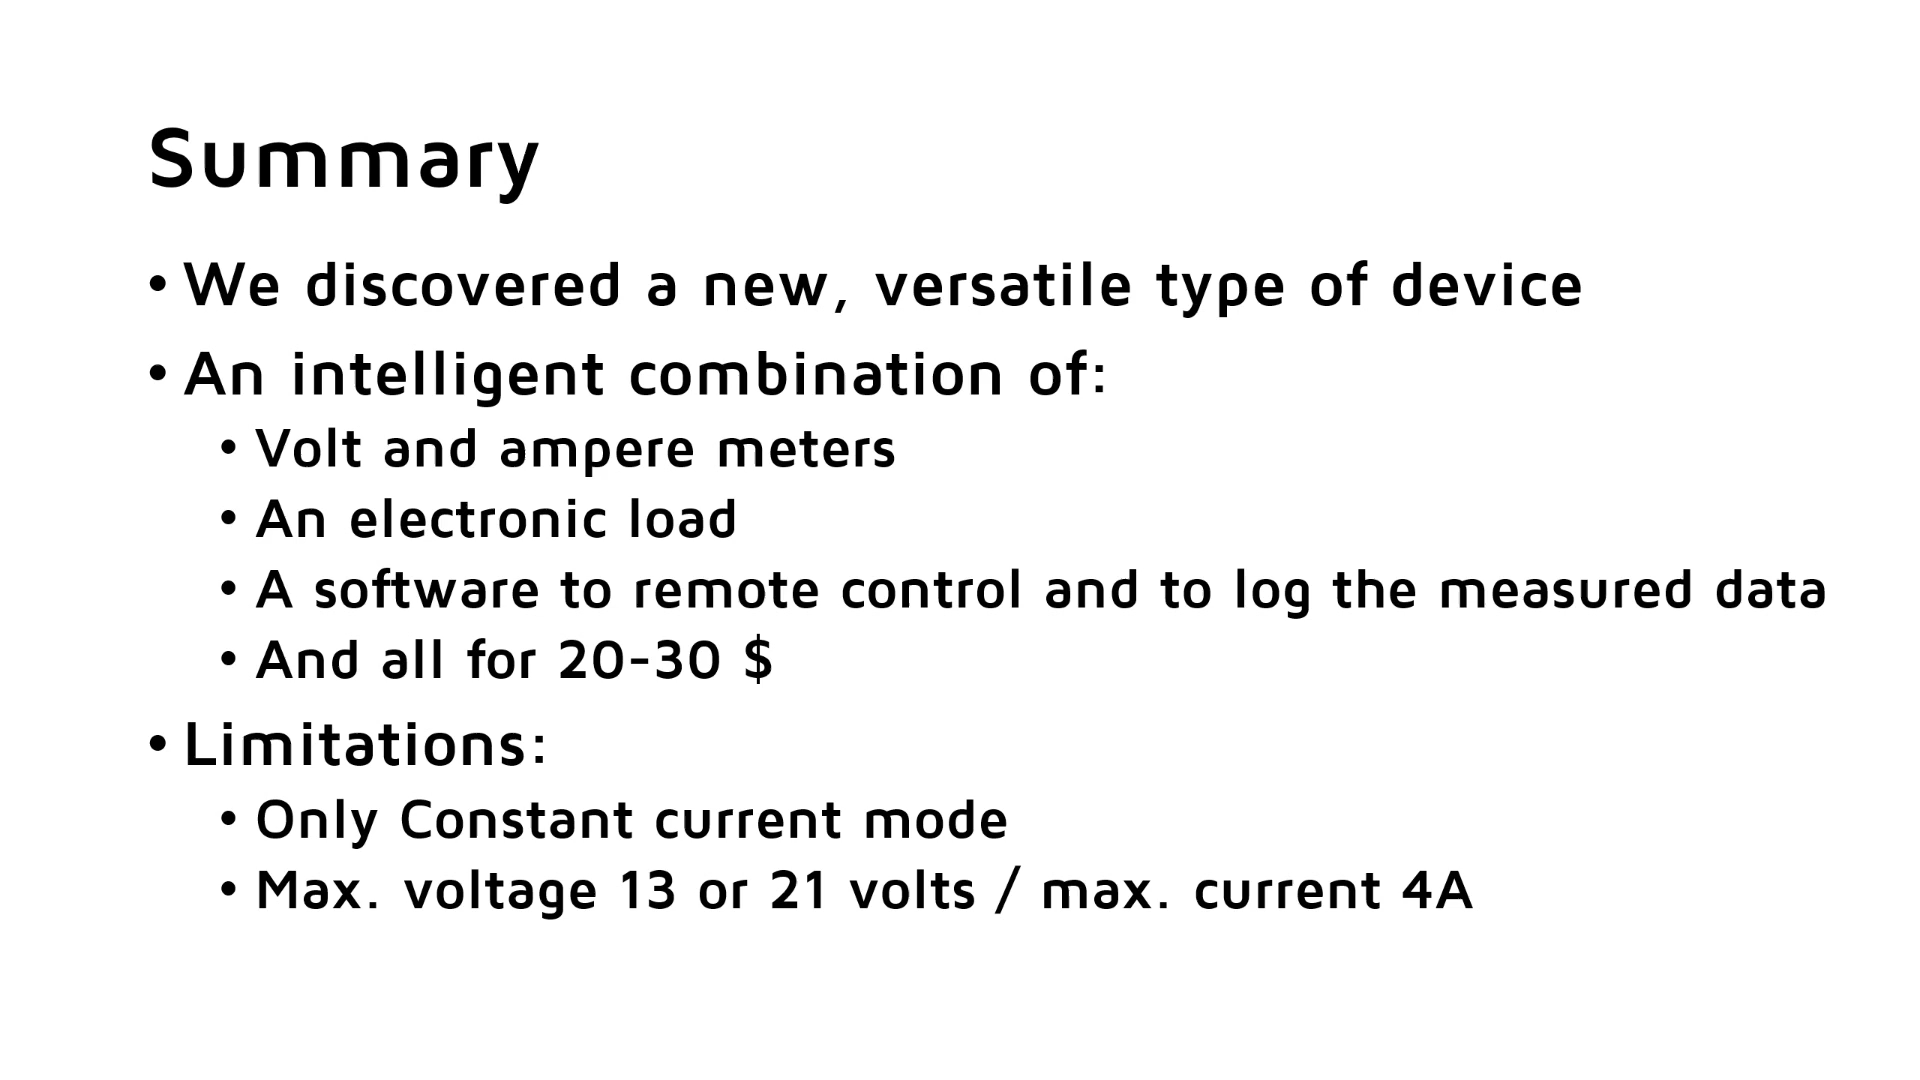 Summary
• We discovered a new, versatile type of device
• An intelligent combination of:
• Volt and ampere meters
• An electronic load
• A software to remote control and to log the measured data
• And all for 20-30 $
• Limitations:
• Only Constant current mode
• Max. voltage 13 or 21 volts / max. current 4A